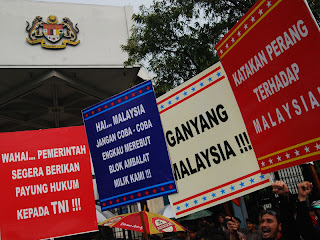 WAHAI... PEMERINTAH
SEGERA BERIKAN
PAYUNG HUKUM
KEPADA TNI !!!
HAI... MALAYSIA
JANGAN COBA - COBA
ENGKAU MEREBUT
BLOK AMBALAT
MILIK KAMI !!!
GANYANG
MALAYSIA !!!
KATAKAN PERANG
TERHADAP
MALAYSIA